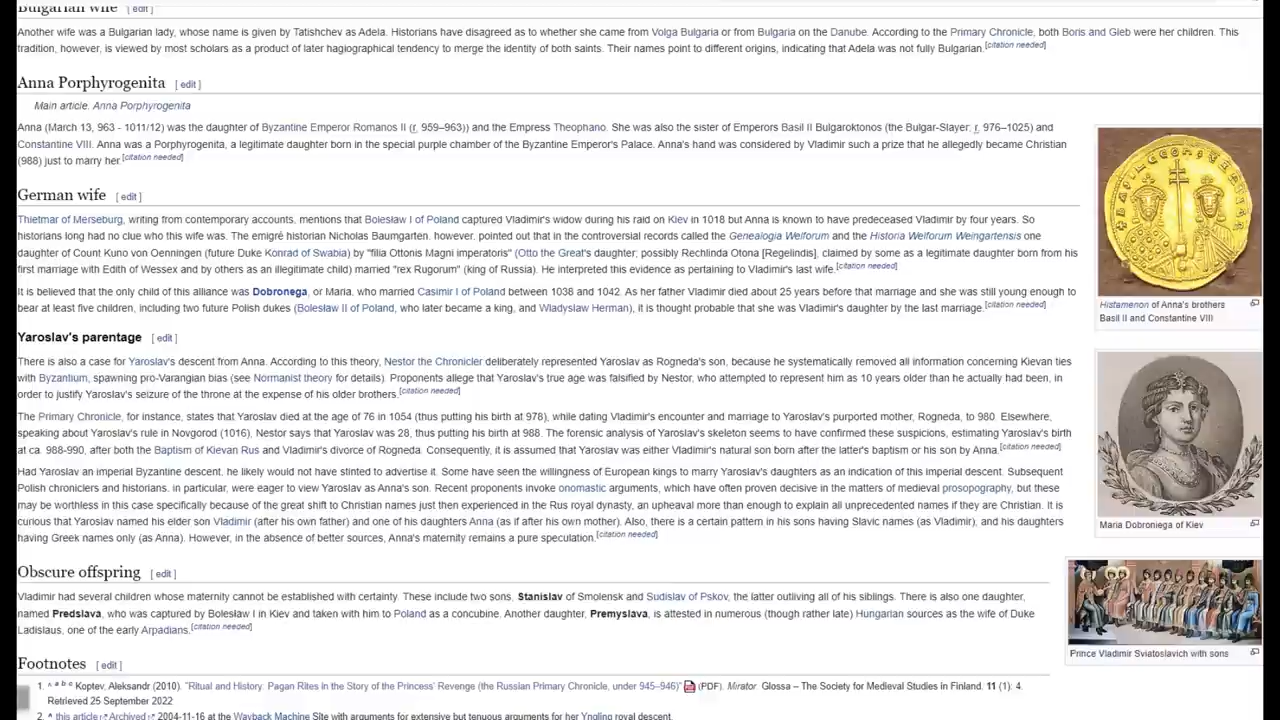 Bulgarian wife [ edit ]
Another wife was a Bulgarian lady, whose name is given by Tatishchev as Adela. Historians have disagreed as to whether she came from Volga Bulgaria or from Bulgaria on the Danube. According to the Primary Chronicle, both Boris and Gleb were her children. This
tradition, however, is viewed by most scholars as a product of later hagiographical tendency to merge the identity of both saints. Their names point to different origins, indicating that Adela was not fully Bulgarian.[citation needed]
Anna Porphyrogenita [ edit ]
Main article: Anna Porphyrogenita
Anna (March 13, 963 - 1011/12) was the daughter of Byzantine Emperor Romanos II (r. 959–963)) and the Empress Theophano. She was also the sister of Emperors Basil II Bulgaroktonos (the Bulgar-Slayer; r. 976–1025) and
Constantine VIII. Anna was a Porphyrogenita, a legitimate daughter born in the special purple chamber of the Byzantine Emperor's Palace. Anna's hand was considered by Vladimir such a prize that he allegedly became Christian
(988) just to marry her.[citation needed]
German wife [ edit ]
Thietmar of Merseburg, writing from contemporary accounts, mentions that Bolesław I of Poland captured Vladimir's widow during his raid on Kiev in 1018 but Anna is known to have predeceased Vladimir by four years. So
historians long had no clue who this wife was. The emigré historian Nicholas Baumgarten, however, pointed out that in the controversial records called the Genealogia Welforum and the Historia Welforum Weingartensis one
daughter of Count Kuno von Oenningen (future Duke Konrad of Swabia) by "filia Ottonis Magni imperatoris" (Otto the Great's daughter; possibly Rechlinda Otona [Regelindis], claimed by some as a legitimate daughter born from his
first marriage with Edith of Wessex and by others as an illegitimate child) married "rex Rugorum" (king of Russia). He interpreted this evidence as pertaining to Vladimir's last wife.[citation needed]
It is believed that the only child of this alliance was Dobronega, or Maria, who married Casimir I of Poland between 1038 and 1042. As her father Vladimir died about 25 years before that marriage and she was still young enough to
bear at least five children, including two future Polish dukes (Bolesław II of Poland, who later became a king, and Wladyslaw Herman), it is thought probable that she was Vladimir's daughter by the last marriage.[citation needed]
Histamenon of Anna's brothers
Basil II and Constantine VIII
Yaroslav's parentage [ edit ]
There is also a case for Yaroslav's descent from Anna. According to this theory, Nestor the Chronicler deliberately represented Yaroslav as Rogneda's son, because he systematically removed all information concerning Kievan ties
with Byzantium, spawning pro-Varangian bias (see Normanist theory for details). Proponents allege that Yaroslav's true age was falsified by Nestor, who attempted to represent him as 10 years older than he actually had been, in
order to justify Yaroslav's seizure of the throne at the expense of his older brothers.[citation needed]
The Primary Chronicle, for instance, states that Yaroslav died at the age of 76 in 1054 (thus putting his birth at 978), while dating Vladimir's encounter and marriage to Yaroslav's purported mother, Rogneda, to 980. Elsewhere,
speaking about Yaroslav's rule in Novgorod (1016), Nestor says that Yaroslav was 28, thus putting his birth at 988. The forensic analysis of Yaroslav's skeleton seems to have confirmed these suspicions, estimating Yaroslav's birth
at ca. 988-990, after both the Baptism of Kievan Rus and Vladimir's divorce of Rogneda. Consequently, it is assumed that Yaroslav was either Vladimir's natural son born after the latter's baptism or his son by Anna.[citation needed]
Had Yaroslav an imperial Byzantine descent, he likely would not have stinted to advertise it. Some have seen the willingness of European kings to marry Yaroslav's daughters as an indication of this imperial descent. Subsequent
Polish chroniclers and historians, in particular, were eager to view Yaroslav as Anna's son. Recent proponents invoke onomastic arguments, which have often proven decisive in the matters of medieval prosopography, but these
may be worthless in this case specifically because of the great shift to Christian names just then experienced in the Rus royal dynasty, an upheaval more than enough to explain all unprecedented names if they are Christian. It is
curious that Yaroslav named his elder son Vladimir (after his own father) and one of his daughters Anna (as if after his own mother). Also, there is a certain pattern in his sons having Slavic names (as Vladimir), and his daughters
having Greek names only (as Anna). However, in the absence of better sources, Anna's maternity remains a pure speculation.[citation needed]
Maria Dobroniega of Kiev
Obscure offspring [ edit ]
Vladimir had several children whose maternity cannot be established with certainty. These include two sons, Stanislav of Smolensk and Sudislav of Pskov, the latter outliving all of his siblings. There is also one daughter,
named Predslava, who was captured by Bolesław I in Kiev and taken with him to Poland as a concubine. Another daughter, Premyslava, is attested in numerous (though rather late) Hungarian sources as the wife of Duke
Ladislaus, one of the early Arpadians.[citation needed]
Prince Vladimir Sviatoslavich with sons
Footnotes [ edit ]
1. ^ a b c Koptev, Aleksandr (2010). "Ritual and History: Pagan Rites in the Story of the Princess' Revenge (the Russian Primary Chronicle, under 945–946)" (PDF). Mirator. Glossa – The Society for Medieval Studies in Finland. 11 (1): 4.
Retrieved 25 September 2022
2. ^ this article Archived 2004-11-16 at the Wayback Machine Site with arguments for extensive but tenuous arguments for her Yngling royal descent.